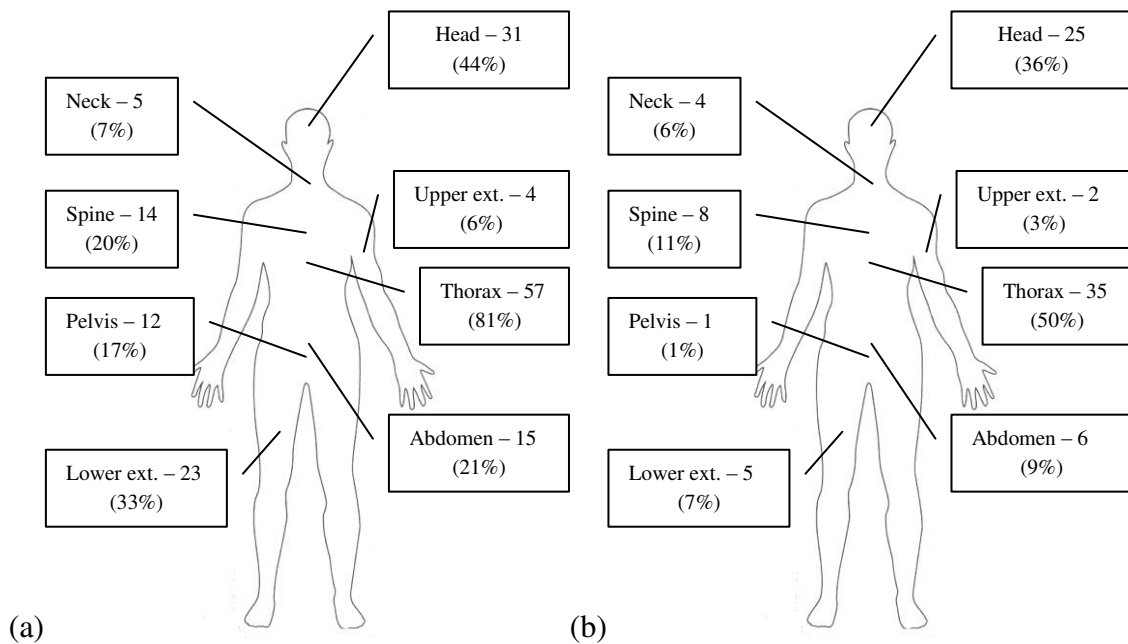 Head – 31
(44%)
Neck – 5
(7%)
Upper ext. – 4
(6%)
Spine – 14
(20%)
Thorax – 57
(81%)
Pelvis – 12
(17%)
Abdomen – 15
(21%)
Lower ext. – 23
(33%)
(a)
Head – 25
(36%)
Neck – 4
(6%)
Upper ext. – 2
(3%)
Spine – 8
(11%)
Thorax – 35
(50%)
Pelvis – 1
(1%)
Abdomen – 6
(9%)
Lower ext. – 5
(7%)
(b)